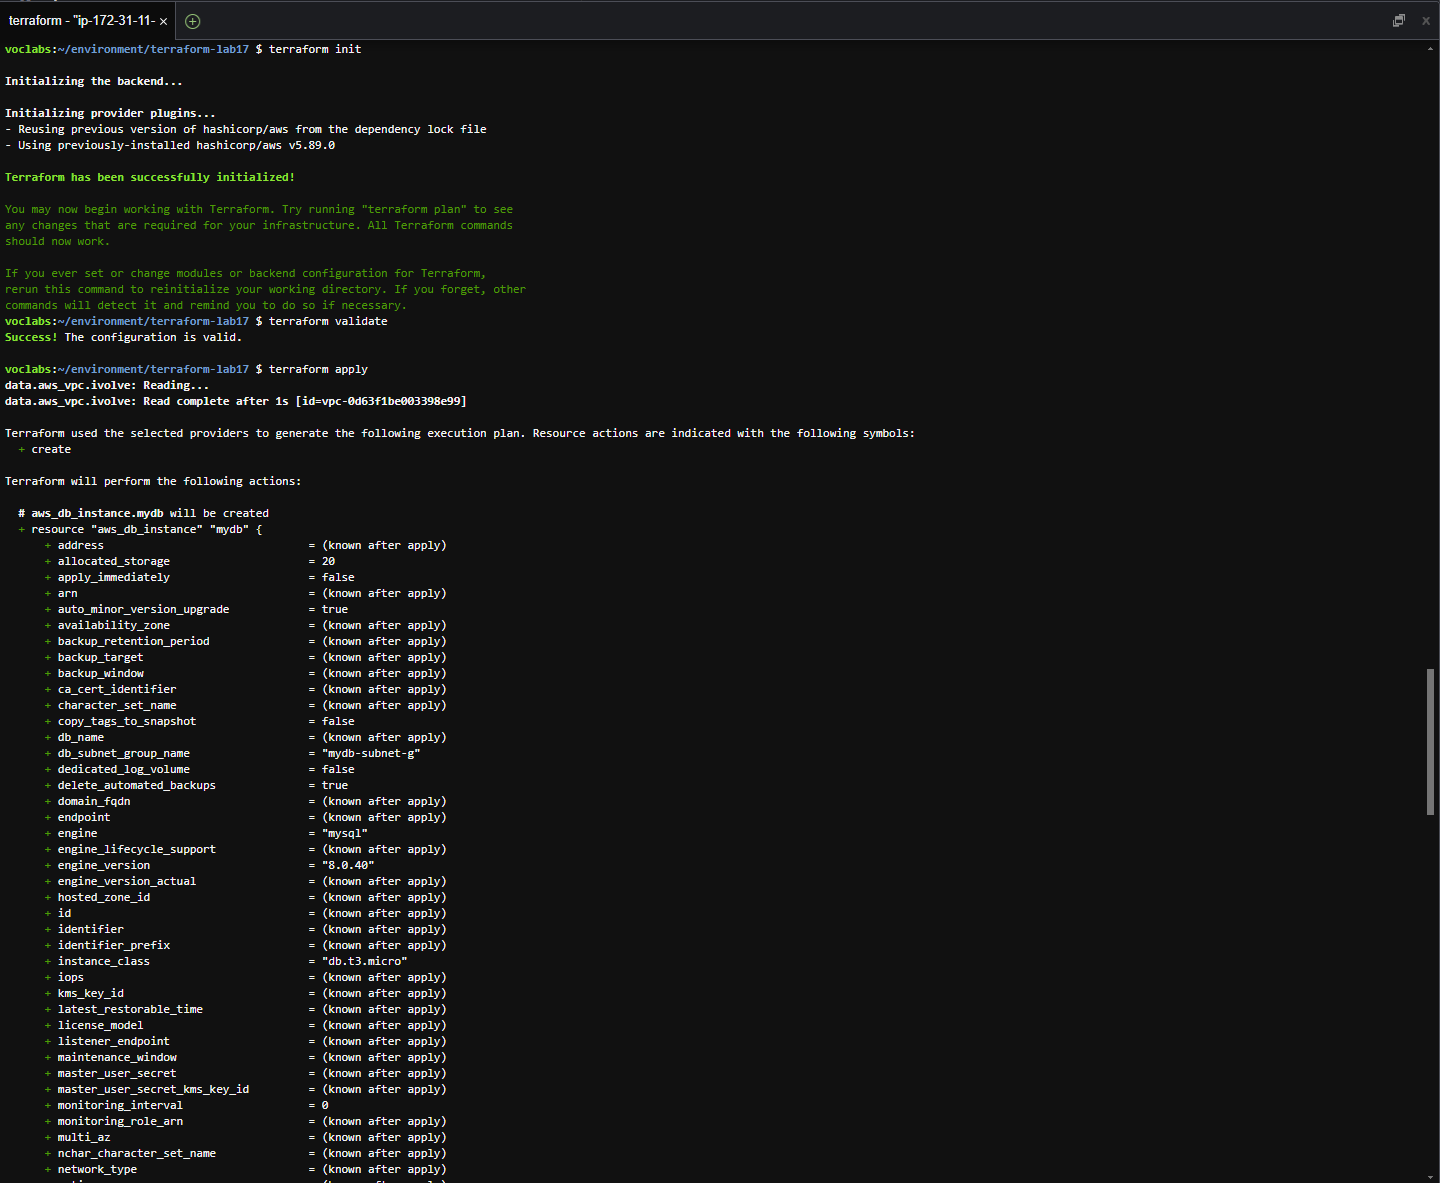 terraform - "ip-172-31-11- ×
voclabs:~/environment/terraform-lab17 $ terraform init
Initializing the backend...
Initializing provider plugins...
- Reusing previous version of hashicorp/aws from the dependency lock file
- Using previously-installed hashicorp/aws v5.89.0
Terraform has been successfully initialized!
You may now begin working with Terraform. Try running "terraform plan" to see
any changes that are required for your infrastructure. All Terraform commands
should now work.
If you ever set or change modules or backend configuration for Terraform,
rerun this command to reinitialize your working directory. If you forget, other
commands will detect it and remind you to do so if necessary.
voclabs:~/environment/terraform-lab17 $ terraform validate
Success! The configuration is valid.
voclabs:~/environment/terraform-lab17 $ terraform apply
data.aws_vpc.ivolve: Reading...
data.aws_vpc.ivolve: Read complete after 1s [id=vpc-0d63f1be003398e99]
Terraform used the selected providers to generate the following execution plan. Resource actions are indicated with the following symbols:
+ create
Terraform will perform the following actions:
# aws_db_instance.mydb will be created
+ resource "aws_db_instance" "mydb" {
+ address = (known after apply)
+ allocated_storage = 20
+ apply_immediately = false
+ arn = (known after apply)
+ auto_minor_version_upgrade = true
+ availability_zone = (known after apply)
+ backup_retention_period = (known after apply)
+ backup_target = (known after apply)
+ backup_window = (known after apply)
+ ca_cert_identifier = (known after apply)
+ character_set_name = (known after apply)
+ copy_tags_to_snapshot = false
+ db_name = (known after apply)
+ db_subnet_group_name = "mydb-subnet-g"
+ dedicated_log_volume = false
+ delete_automated_backups = true
+ domain_fqdn = (known after apply)
+ endpoint = (known after apply)
+ engine = "mysql"
+ engine_lifecycle_support = (known after apply)
+ engine_version = "8.0.40"
+ engine_version_actual = (known after apply)
+ hosted_zone_id = (known after apply)
+ id = (known after apply)
+ identifier = (known after apply)
+ identifier_prefix = (known after apply)
+ instance_class = "db.t3.micro"
+ iops = (known after apply)
+ kms_key_id = (known after apply)
+ latest_restorable_time = (known after apply)
+ license_model = (known after apply)
+ listener_endpoint = (known after apply)
+ maintenance_window = (known after apply)
+ master_user_secret = (known after apply)
+ master_user_secret_kms_key_id = (known after apply)
+ monitoring_interval = 0
+ monitoring_role_arn = (known after apply)
+ multi_az = (known after apply)
+ nchar_character_set_name = (known after apply)
+ network_type = (known after apply)